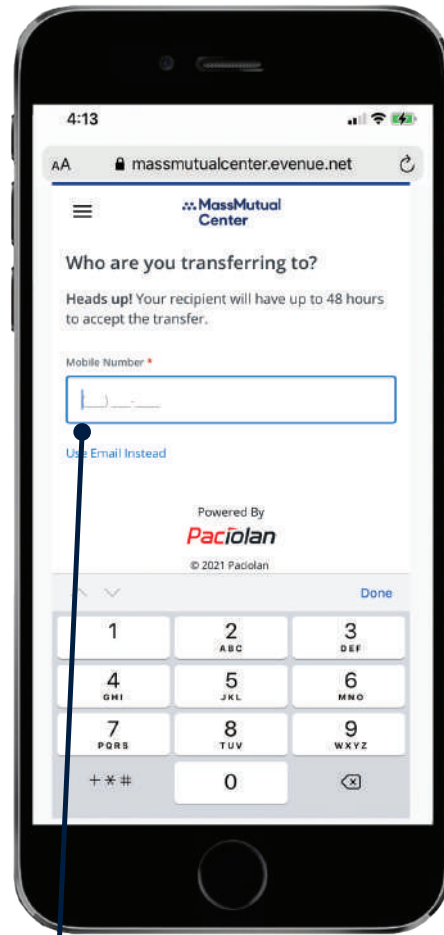 4:13
AA massmutualcenter.evenue.net
MassMutual
Center
Who are you transferring to?
Heads up! Your recipient will have up to 48 hours
to accept the transfer.
Mobile Number *
(___) ___-____
Use Email Instead
Powered By
Paciolan
© 2021 Paciolan
Done
1 2 3
ABC DEF
4 5 6
GHI JKL MNO
7 8 9
PQRS TUV WXYZ
+*# 0